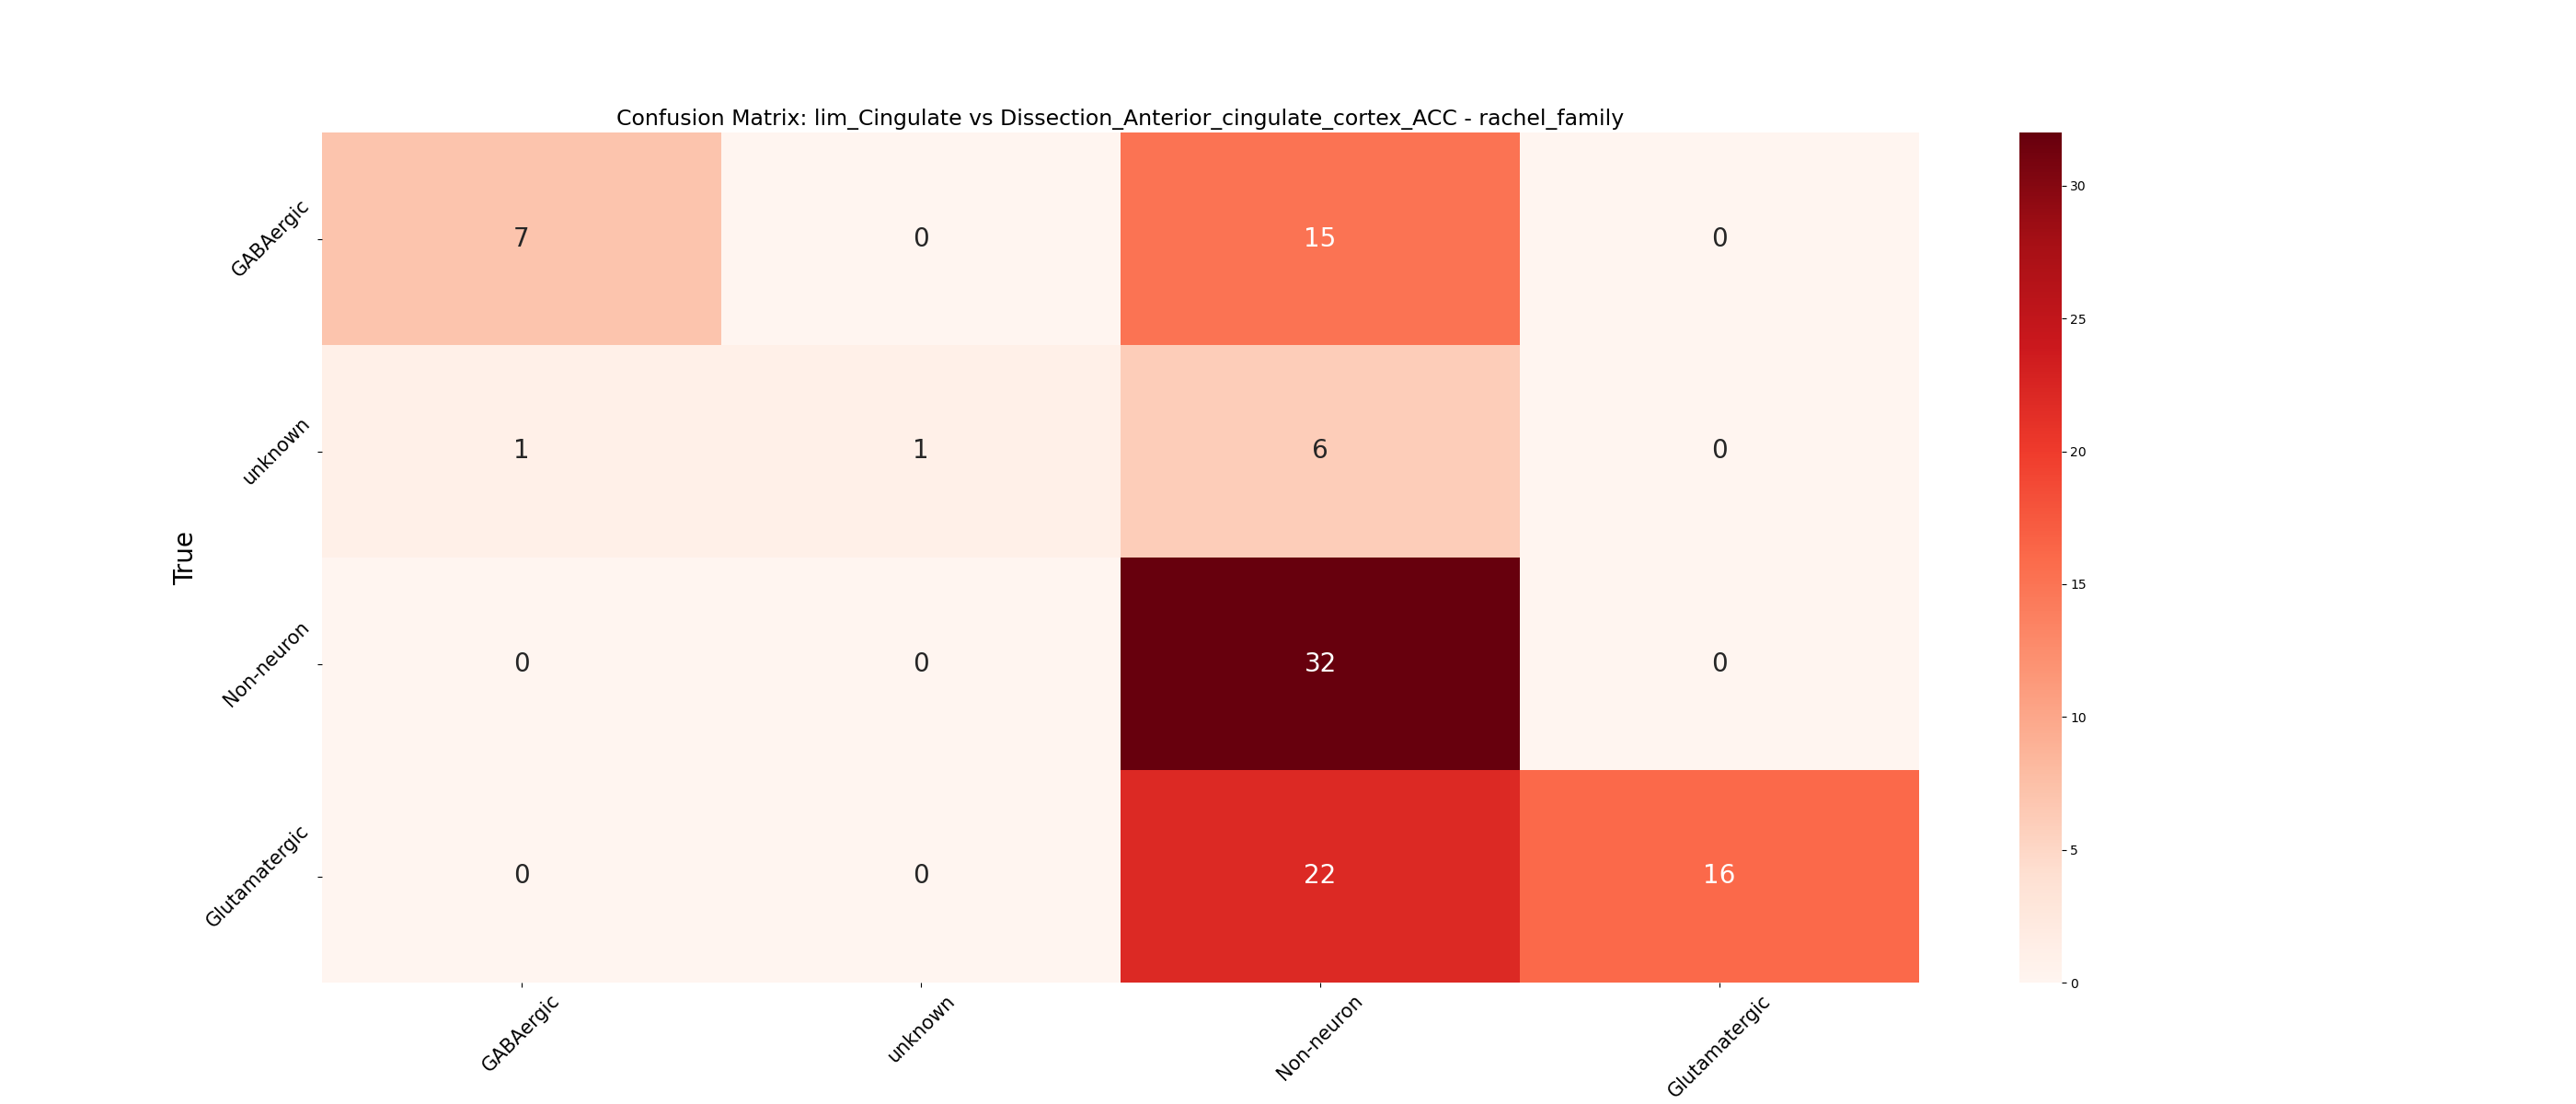 Confusion Matrix: lim_Cingulate vs Dissection_Anterior_cingulate_cortex_ACC - rachel_family
True
GABAergic 7 0 15 0
unknown 1 1 6 0
Non-neuron 0 0 32 0
Glutamatergic 0 0 22 16
GABAergic unknown Non-neuron Glutamatergic
30
25
20
15
10
5
0